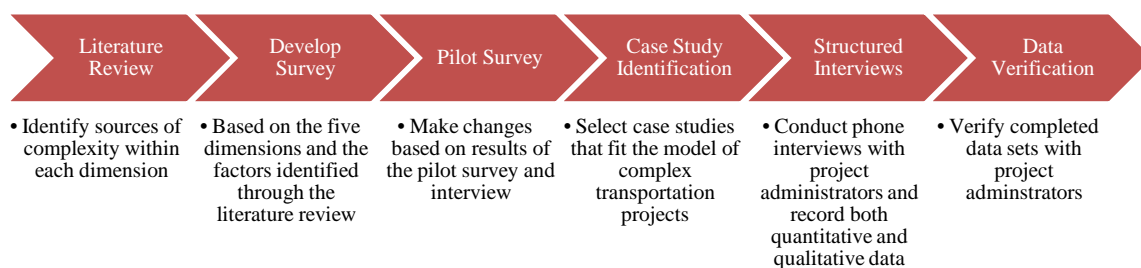 Literature
Review
• Identify sources of
complexity within
each dimension
Develop
Survey
• Based on the five
dimensions and the
factors identified
through the
literature review
Pilot Survey
• Make changes
based on results of
the pilot survey and
interview
Case Study
Identification
• Select case studies
that fit the model of
complex
transportation
projects
Structured
Interviews
• Conduct phone
interviews with
project
administrators and
record both
quantitative and
qualitative data
Data
Verification
• Verify completed
data sets with
project
adminstrators